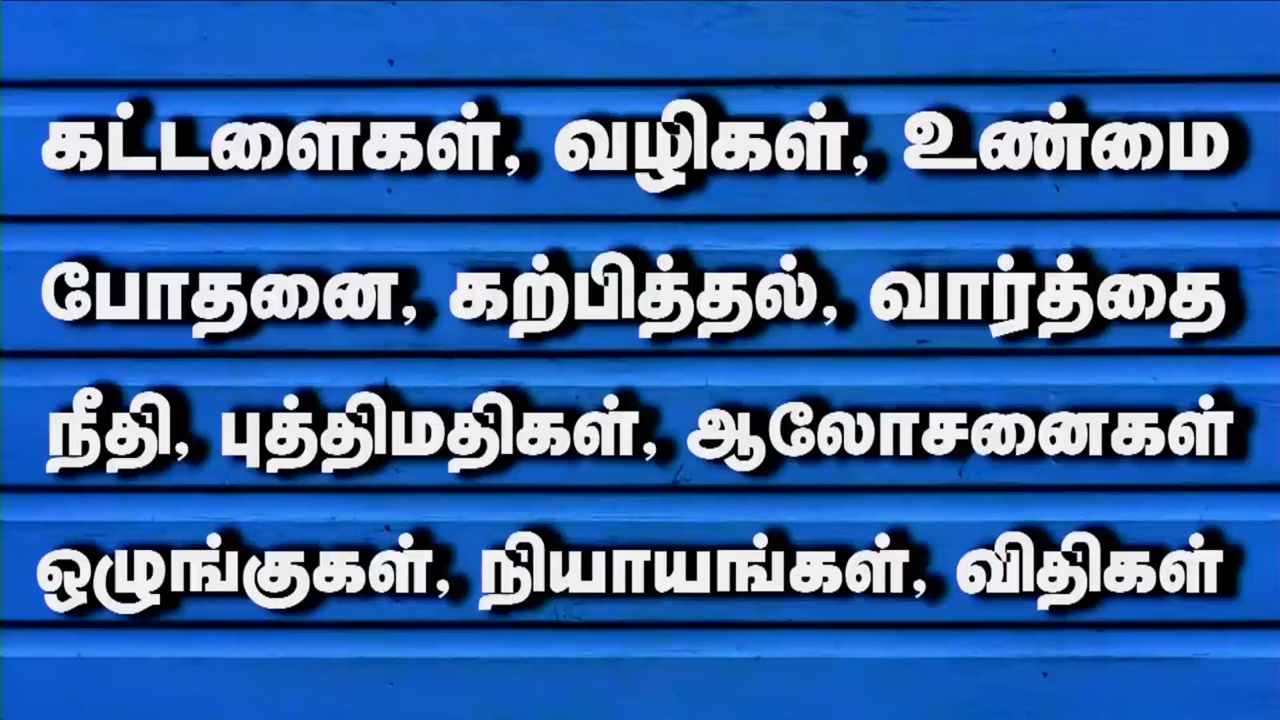 கட்டளைகள், வழிகள், உண்மை
போதனை, கற்பித்தல், வார்த்தை
நீதி, புத்திமதிகள், ஆலோசனைகள்
ஒழுங்குகள், நியாயங்கள், விதிகள்